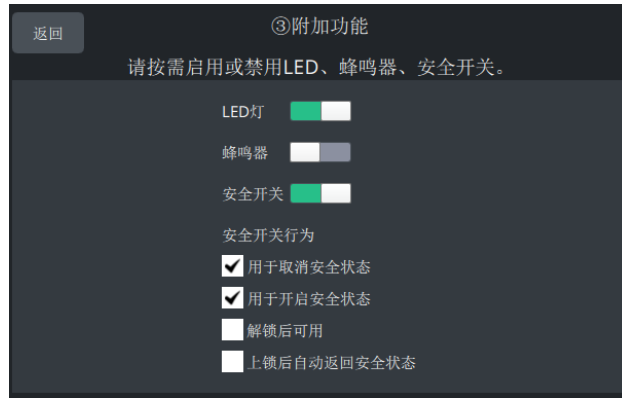 返回
③附加功能
请按需启用或禁用LED、蜂鸣器、安全开关。
LED灯
蜂鸣器
安全开关
安全开关行为
用于取消安全状态
用于开启安全状态
解锁后可用
上锁后自动返回安全状态